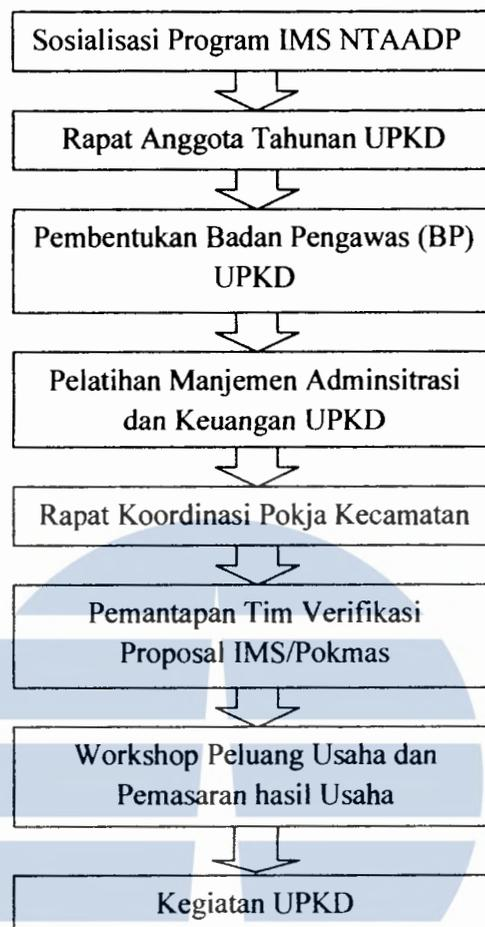 Sosialisasi Program IMS NTAADP
Rapat Anggota Tahunan UPKD
Pembentukan Badan Pengawas (BP)
UPKD
Pelatihan Manjemen Adminsitrasi
dan Keuangan UPKD
Rapat Koordinasi Pokja Kecamatan
Pemantapan Tim Verifikasi
Proposal IMS/Pokmas
Workshop Peluang Usaha dan
Pemasaran hasil Usaha
Kegiatan UPKD